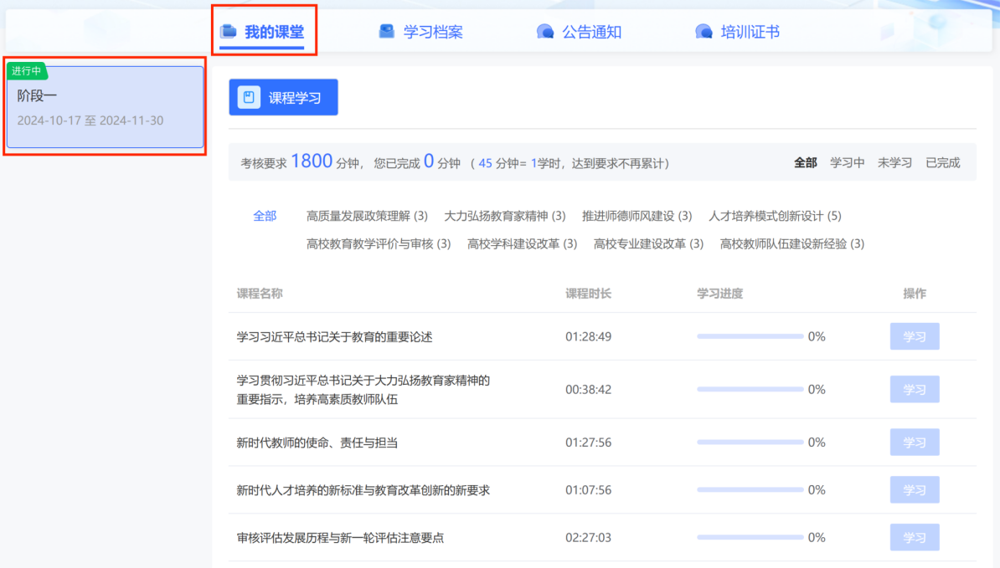 我的课堂 学习档案 公告通知 培训证书
进行中
阶段一
2024-10-17 至 2024-11-30
课程学习
考核要求 1800 分钟， 您已完成 0 分钟 （ 45 分钟= 1学时，达到要求不再累计） 全部 学习中 未学习 已完成
全部 高质量发展政策理解 (3) 大力弘扬教育家精神 (3) 推进师德师风建设 (3) 人才培养模式创新设计 (5)
高校教育教学评价与审核 (3) 高校学科建设改革 (3) 高校专业建设改革 (3) 高校教师队伍建设新经验 (3)
课程名称 课程时长 学习进度 操作
学习习近平总书记关于教育的重要论述 01:28:49 0% 学习
学习贯彻习近平总书记关于大力弘扬教育家精神的
重要指示，培养高素质教师队伍 00:38:42 0% 学习
新时代教师的使命、责任与担当 01:27:56 0% 学习
新时代人才培养的新标准与教育改革创新的新要求 01:07:56 0% 学习
审核评估发展历程与新一轮评估注意要点 02:27:03 0% 学习